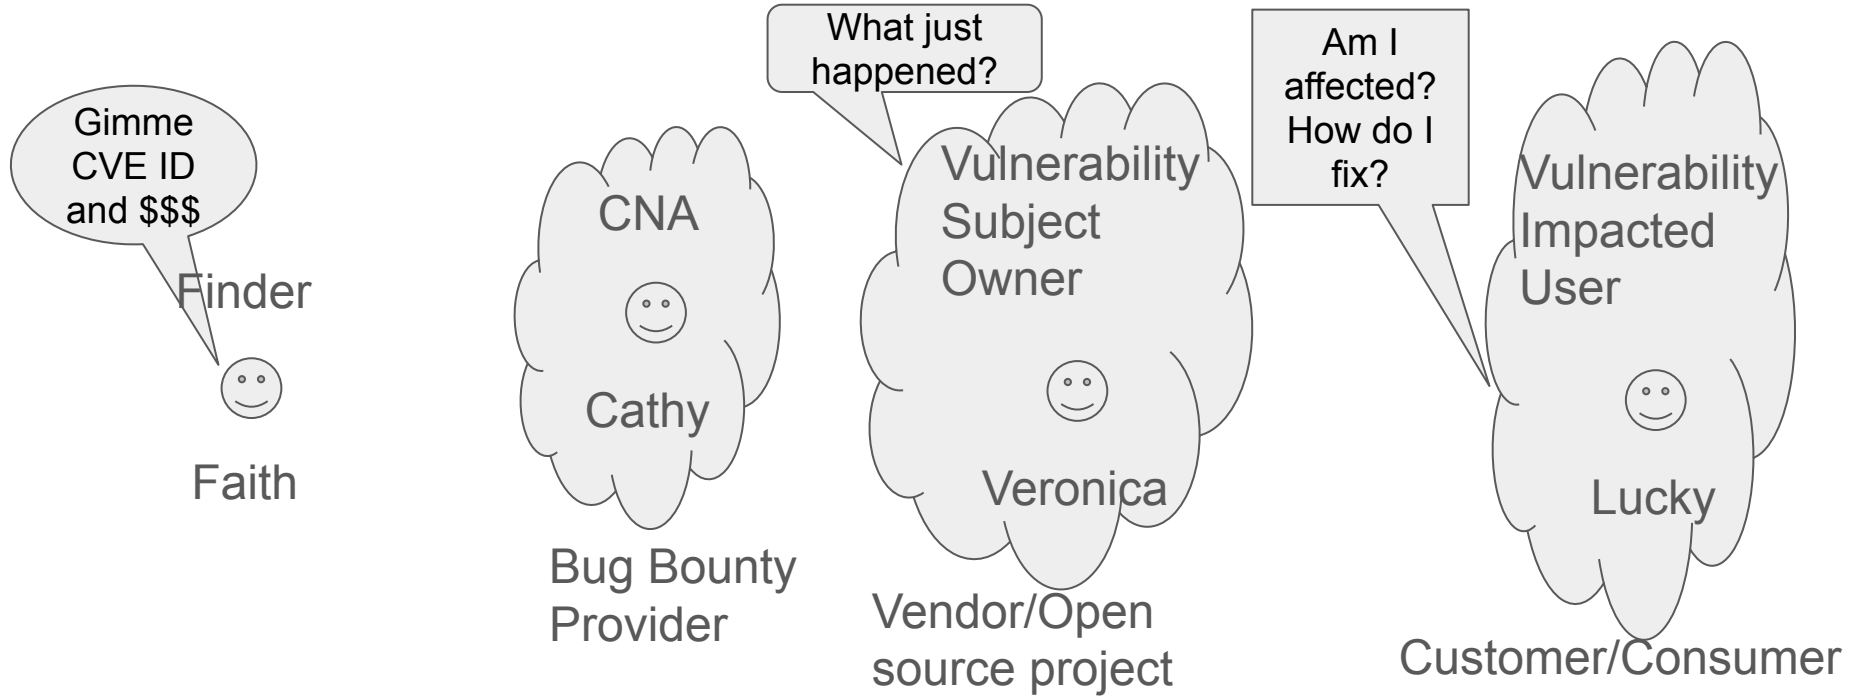 Gimme
CVE ID
and $$$
Finder
Faith
CNA
Cathy
Bug Bounty
Provider
What just
happened?
Vulnerability
Subject
Owner
Veronica
Vendor/Open
source project
Am I
affected?
How do I
fix?
Vulnerability
Impacted
User
Lucky
Customer/Consumer